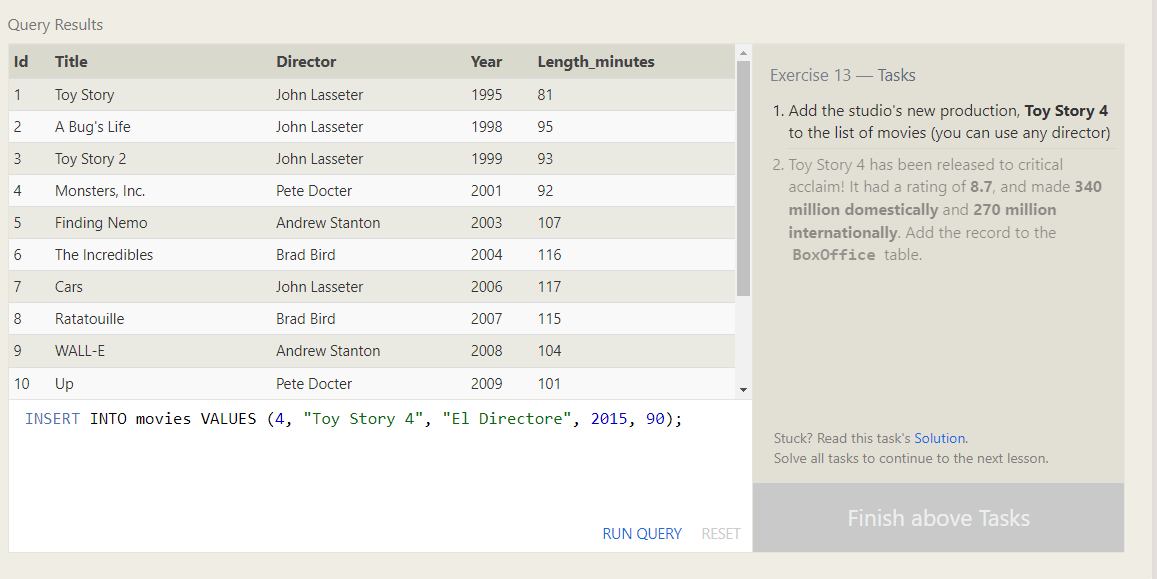 Query Results
Id Title Director Year Length_minutes
1 Toy Story John Lasseter 1995 81
2 A Bug's Life John Lasseter 1998 95
3 Toy Story 2 John Lasseter 1999 93
4 Monsters, Inc. Pete Docter 2001 92
5 Finding Nemo Andrew Stanton 2003 107
6 The Incredibles Brad Bird 2004 116
7 Cars John Lasseter 2006 117
8 Ratatouille Brad Bird 2007 115
9 WALL-E Andrew Stanton 2008 104
10 Up Pete Docter 2009 101
INSERT INTO movies VALUES (4, "Toy Story 4", "El Directore", 2015, 90);
RUN QUERY RESET
Exercise 13 — Tasks
1. Add the studio's new production, Toy Story 4
to the list of movies (you can use any director)
2. Toy Story 4 has been released to critical
acclaim! It had a rating of 8.7, and made 340
million domestically and 270 million
internationally. Add the record to the
BoxOffice table.
Stuck? Read this task's Solution.
Solve all tasks to continue to the next lesson.
Finish above Tasks